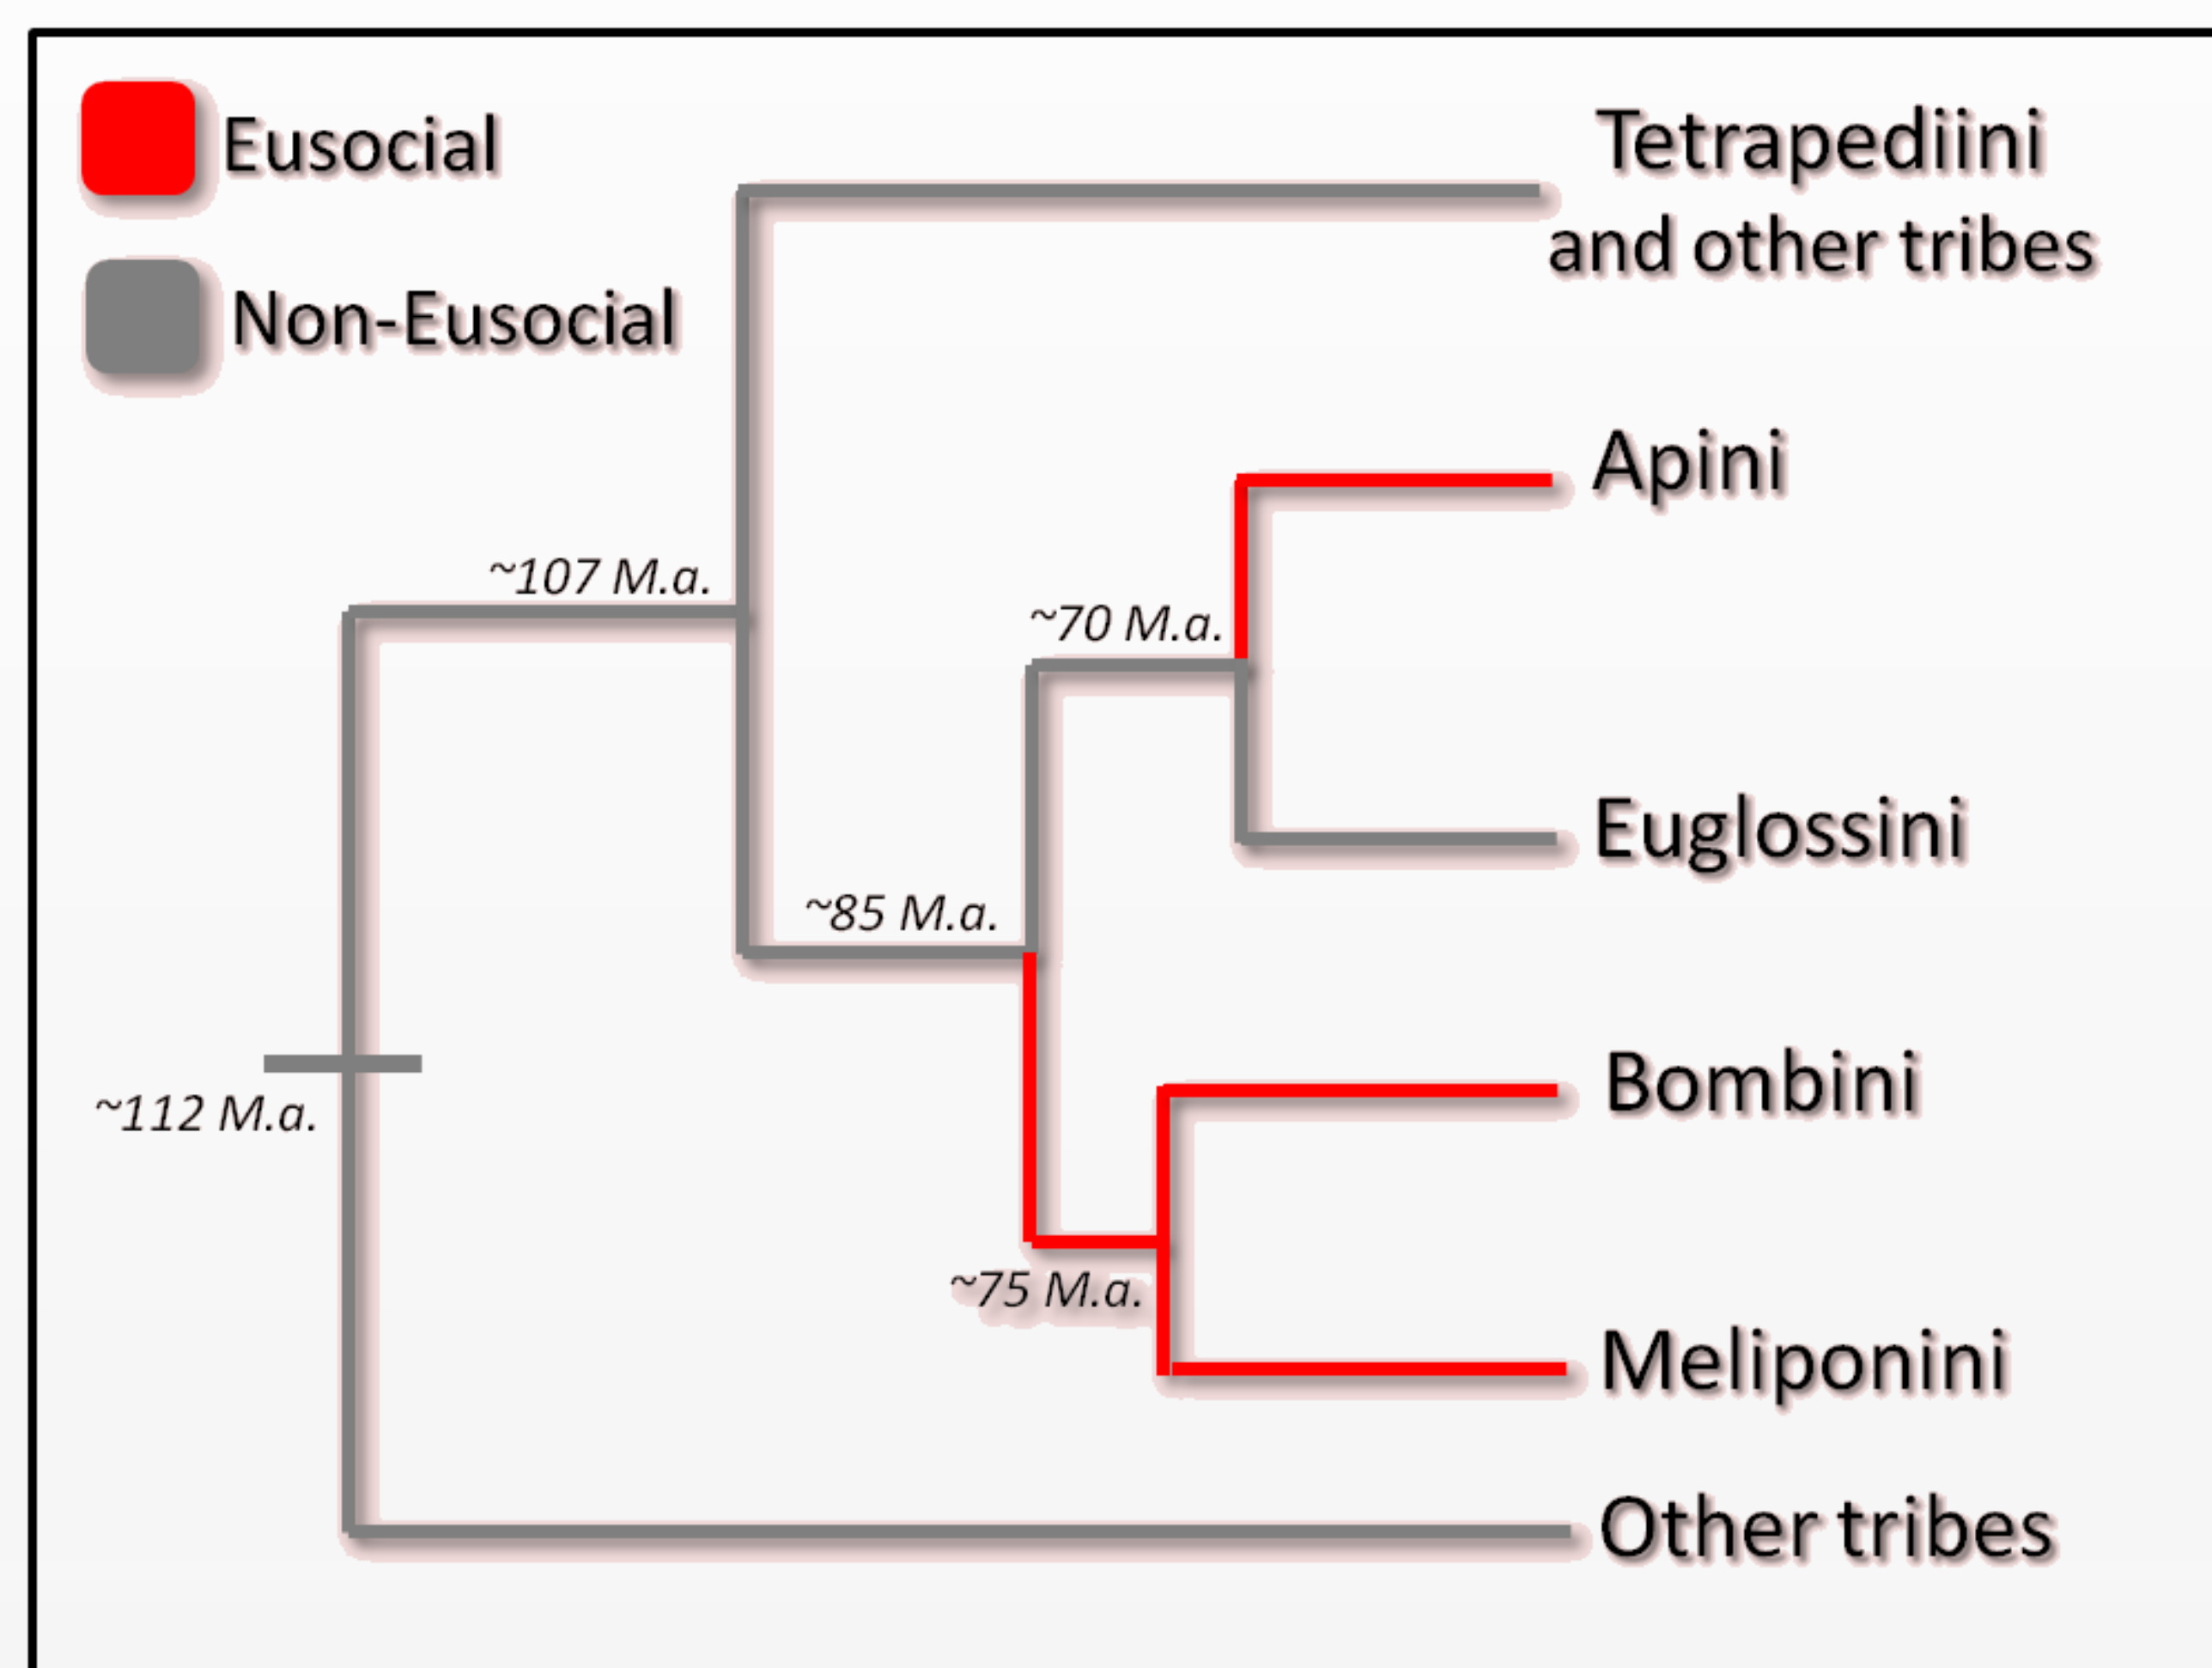 Eusocial
Non-Eusocial
Tetrapediini
and other tribes
Apini
~107 M.a.
~70 M.a.
Euglossini
~85 M.a.
Bombini
~112 M.a.
~75 M.a.
Meliponini
Other tribes